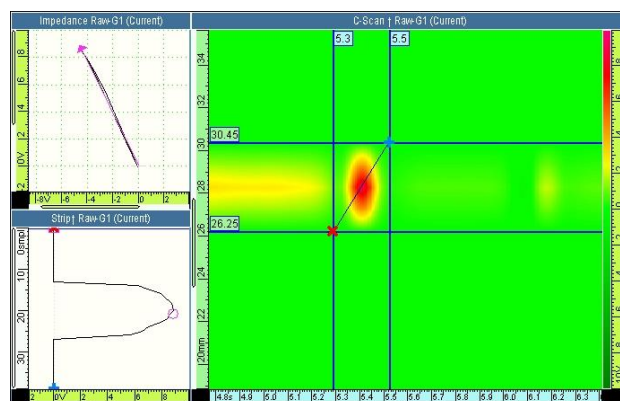 Impedance Raw-G1 (Current)
C-Scan † Raw-G1 (Current)
5.3
5.5
34
32
30.45
30
28
26.25
26
24
22
20mm
8
6
4
2
0V
2
-8V -6 -4 -2 0 2
Strip† Raw-G1 (Current)
0smpl
10
20
30
2 0V 2 4 6 8
4.8s 4.9 5.0 5.1 5.2 5.3 5.4 5.5 5.6 5.7 5.8 5.9 6.0 6.1 6.2 6.3